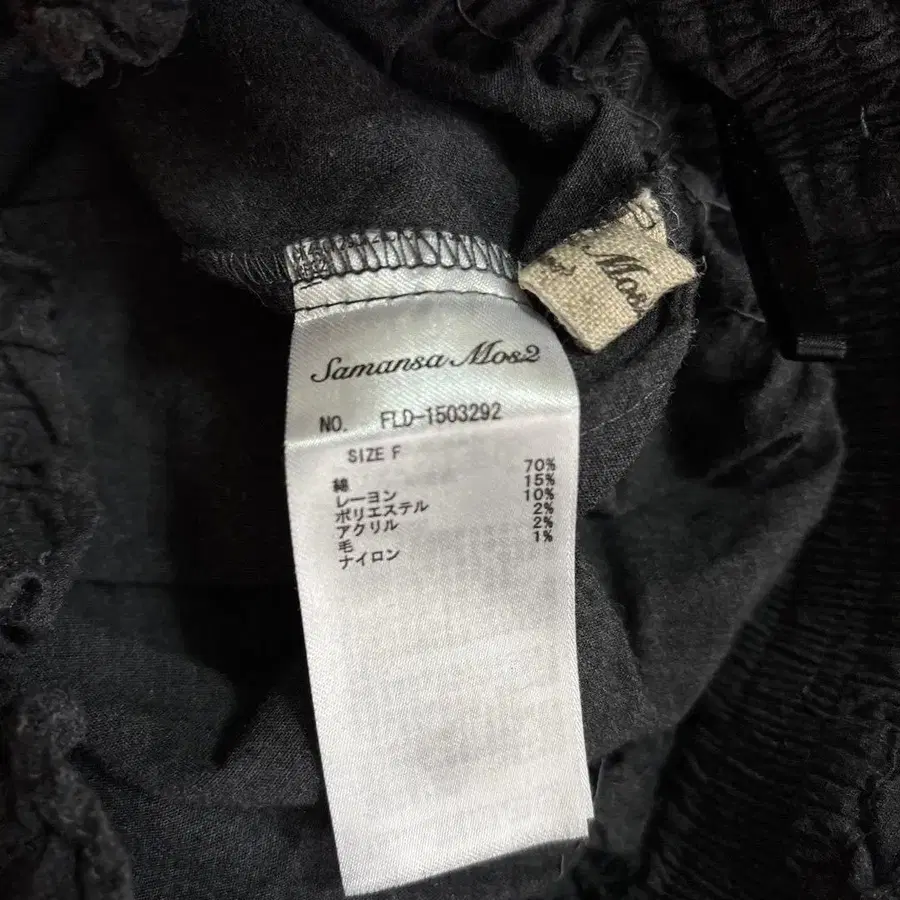 Samansa Mos2
NO. FLD-1503292
SIZE F
綿 70%
レーヨン 15%
ポリエステル 10%
アクリル 2%
毛 2%
ナイロン 1%
Mos